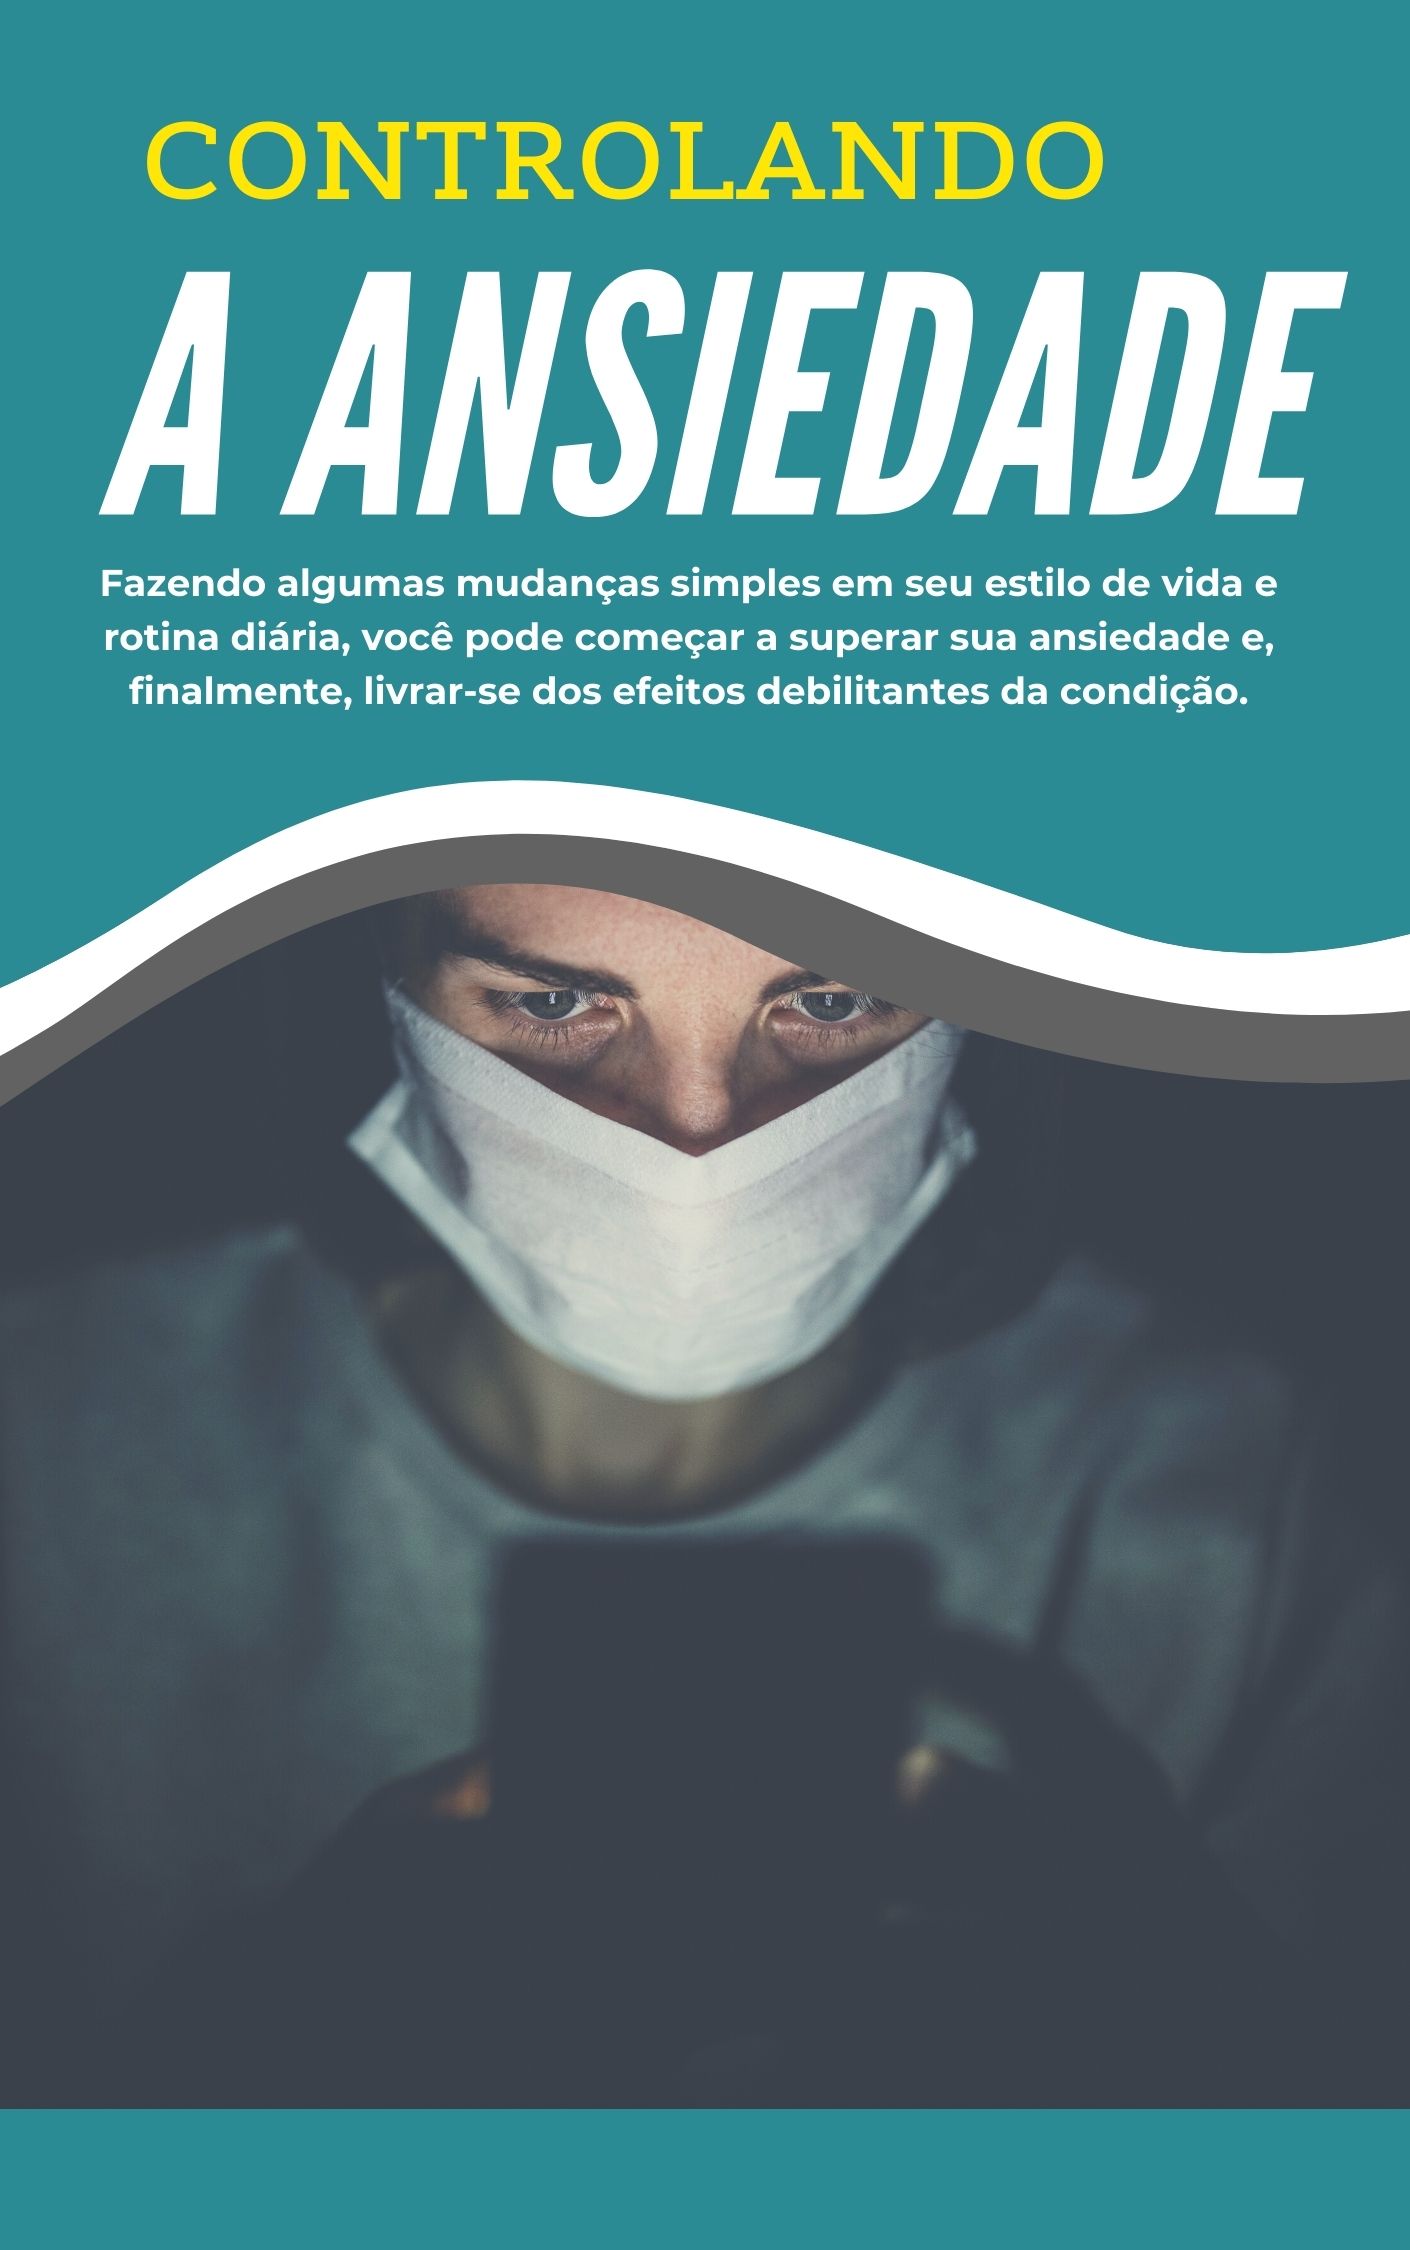 CONTROLANDO
A ANSIEDADE
Fazendo algumas mudanças simples em seu estilo de vida e
rotina diária, você pode começar a superar sua ansiedade e,
finalmente, livrar-se dos efeitos debilitantes da condição.